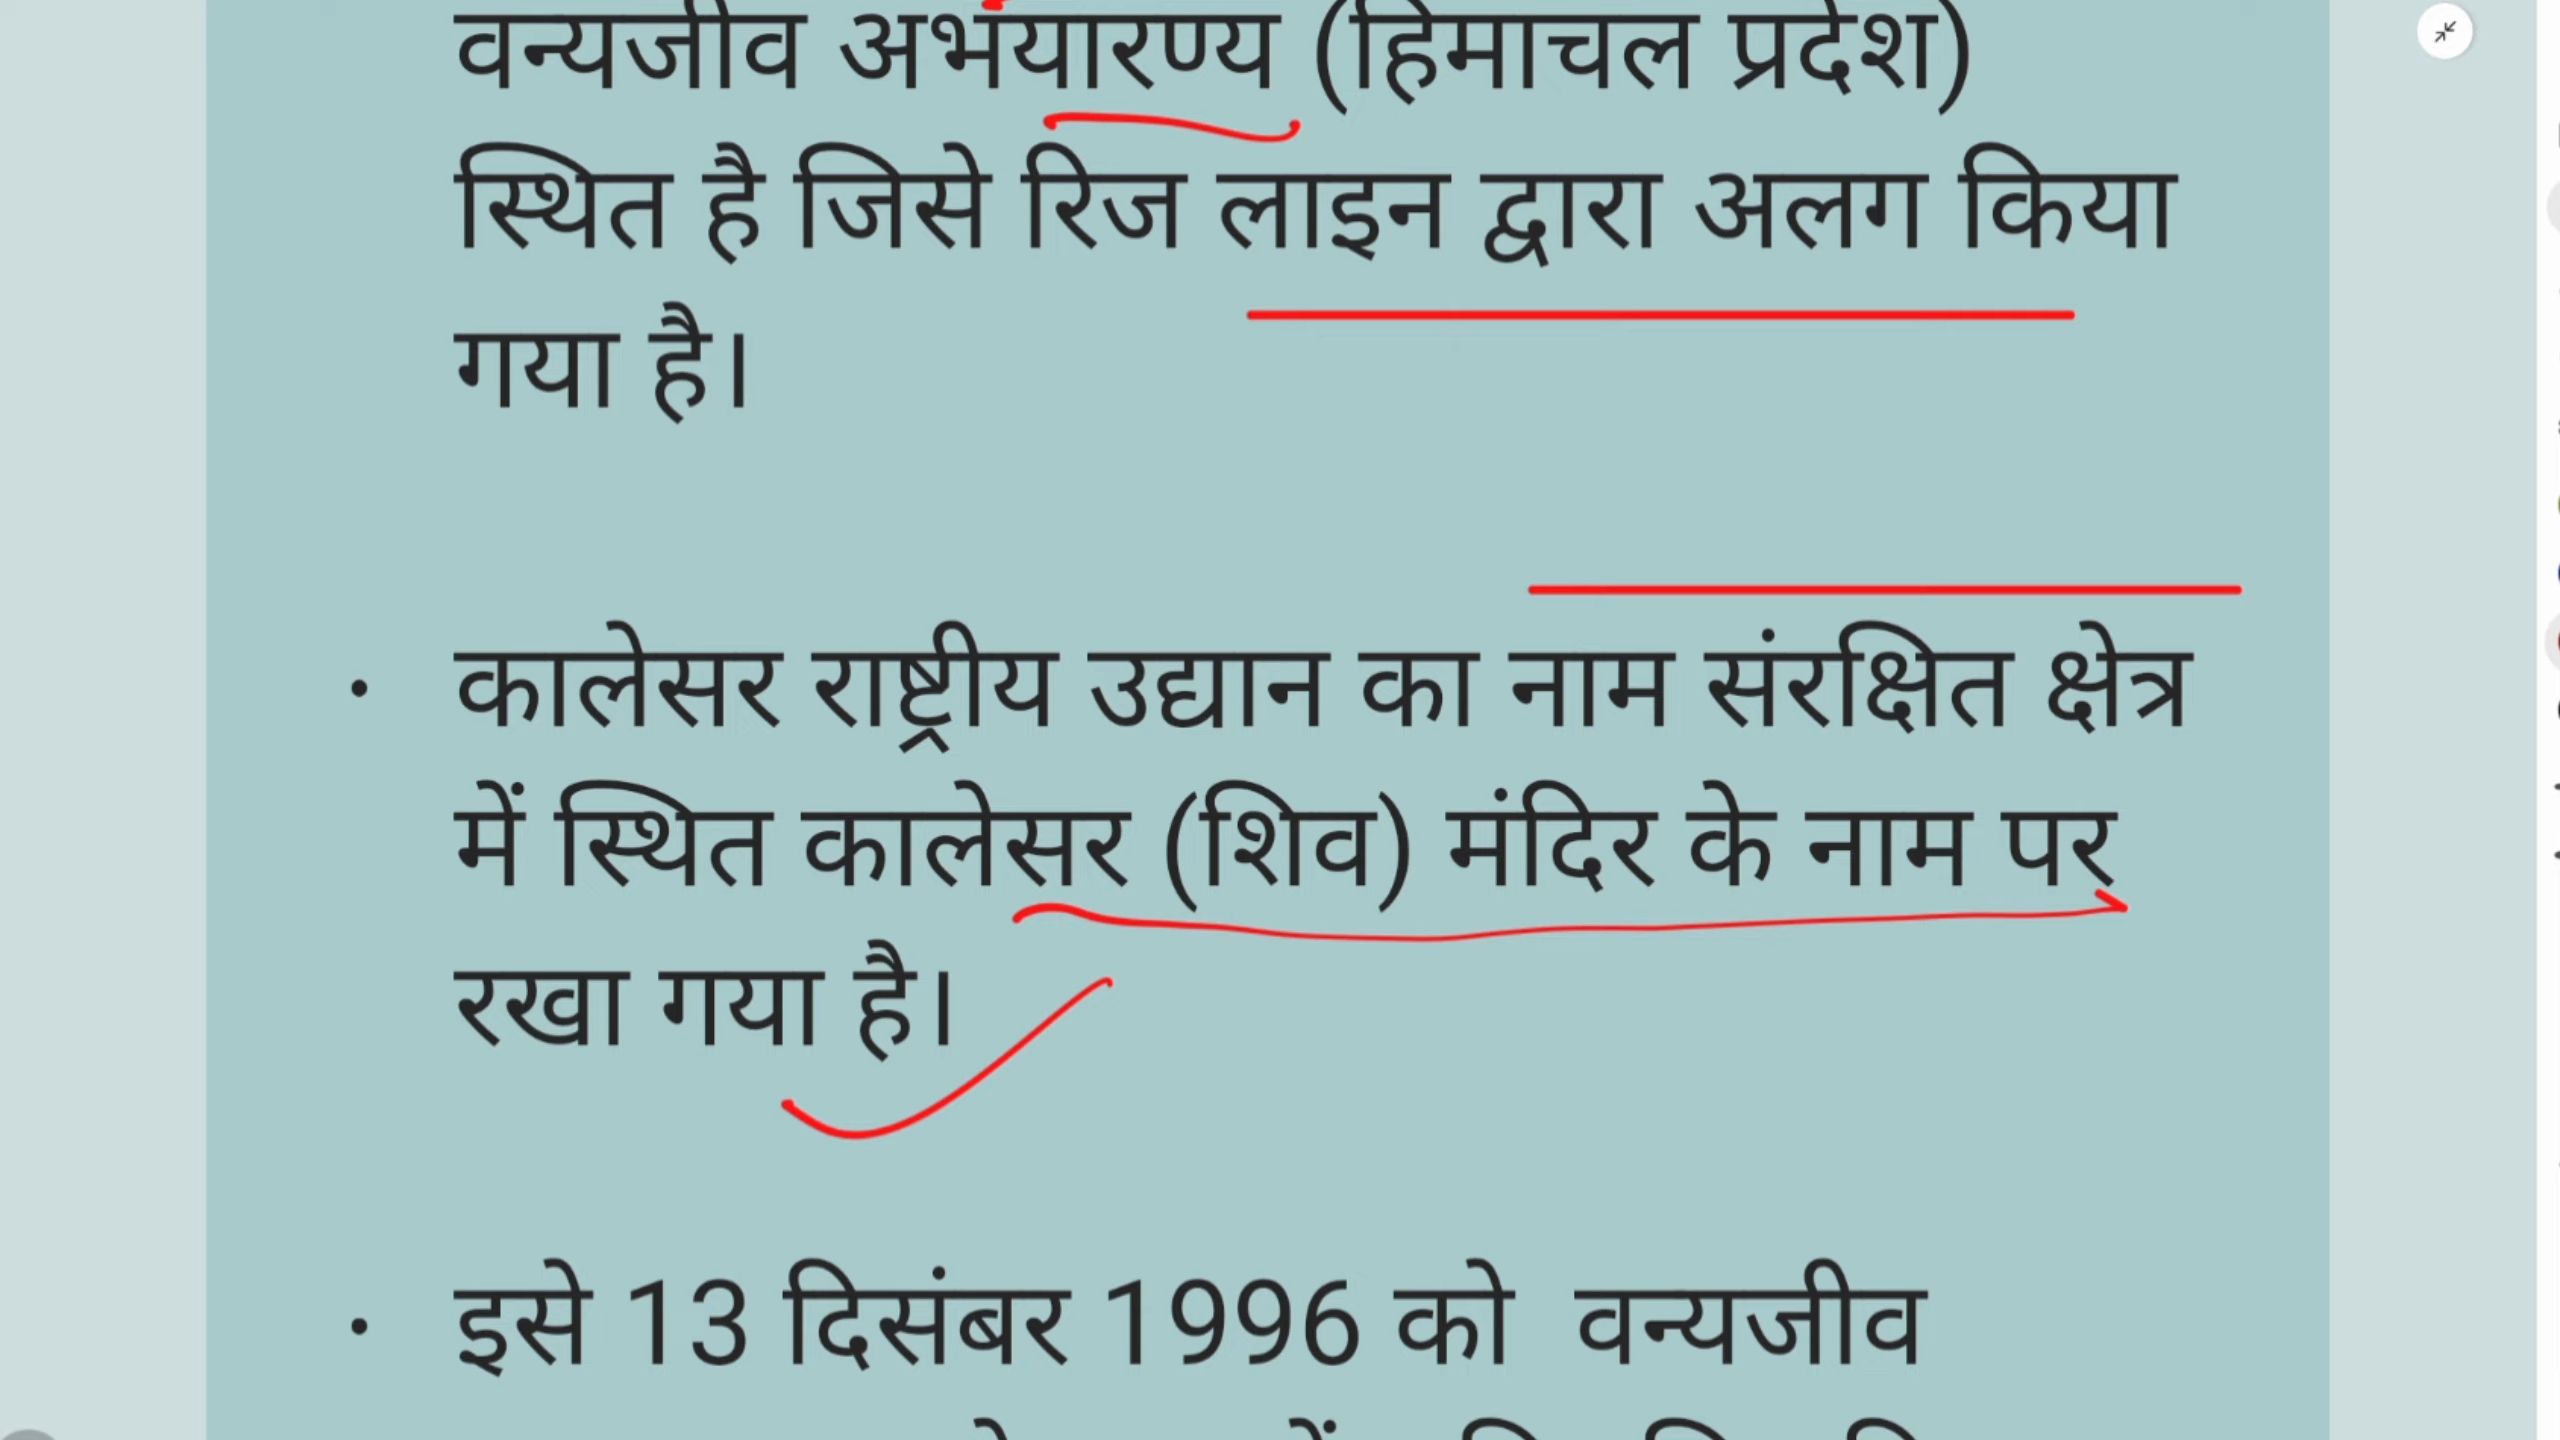 वन्यजीव अभयारण्य (हिमाचल प्रदेश)
स्थित है जिसे रिज लाइन द्वारा अलग किया
गया है।
• कालेसर राष्ट्रीय उद्यान का नाम संरक्षित क्षेत्र
में स्थित कालेसर (शिव) मंदिर के नाम पर
रखा गया है।
• इसे 13 दिसंबर 1996 को वन्यजीव